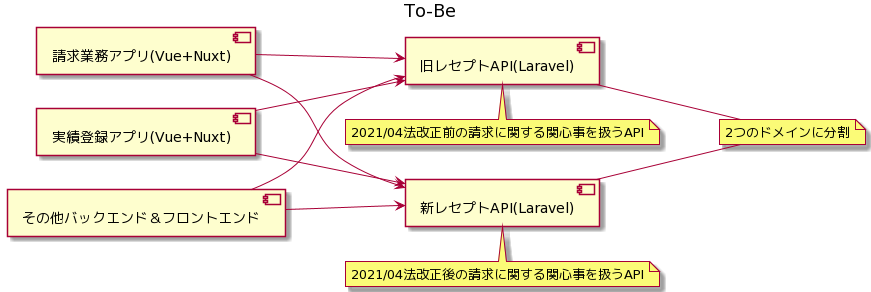 To-Be
請求業務アプリ(Vue+Nuxt)
旧レセプトAPI(Laravel)
実績登録アプリ(Vue+Nuxt)
2021/04法改正前の請求に関する関心事を扱うAPI
2つのドメインに分割
その他バックエンド＆フロントエンド
新レセプトAPI(Laravel)
2021/04法改正後の請求に関する関心事を扱うAPI